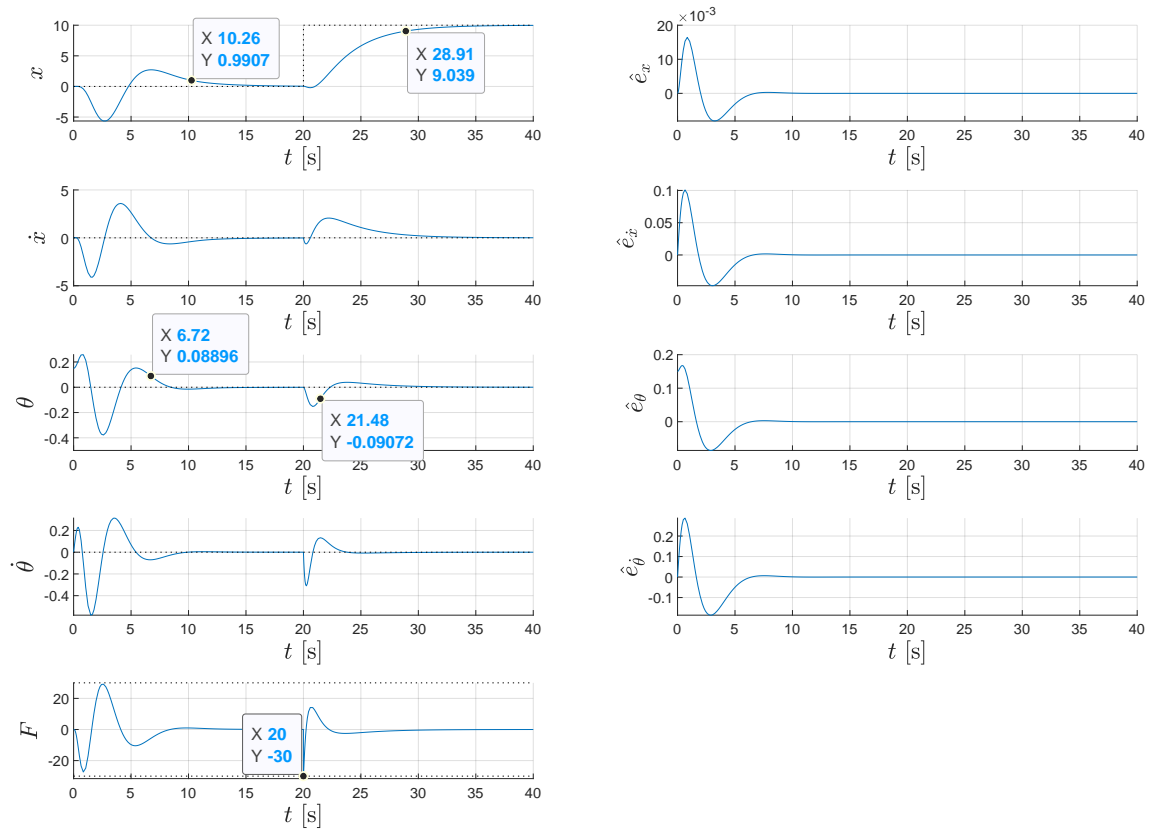 10
5
0
-5
x
0 5 10 15 20 25 30 35 40
t [s]
X 10.26
Y 0.9907
X 28.91
Y 9.039
5
0
-5
ẋ
0 5 10 15 20 25 30 35 40
t [s]
0.2
0
-0.2
-0.4
θ
0 5 10 15 20 25 30 35 40
t [s]
X 6.72
Y 0.08896
X 21.48
Y -0.09072
0.2
0
-0.2
-0.4
θ̇
0 5 10 15 20 25 30 35 40
t [s]
20
0
-20
F
0 5 10 15 20 25 30 35 40
t [s]
X 20
Y -30
×10⁻³
20
10
0
ê_x
0 5 10 15 20 25 30 35 40
t [s]
0.1
0.05
0
ê_ẋ
0 5 10 15 20 25 30 35 40
t [s]
0.2
0.1
0
ê_θ
0 5 10 15 20 25 30 35 40
t [s]
0.2
0.1
0
-0.1
ê_θ̇
0 5 10 15 20 25 30 35 40
t [s]